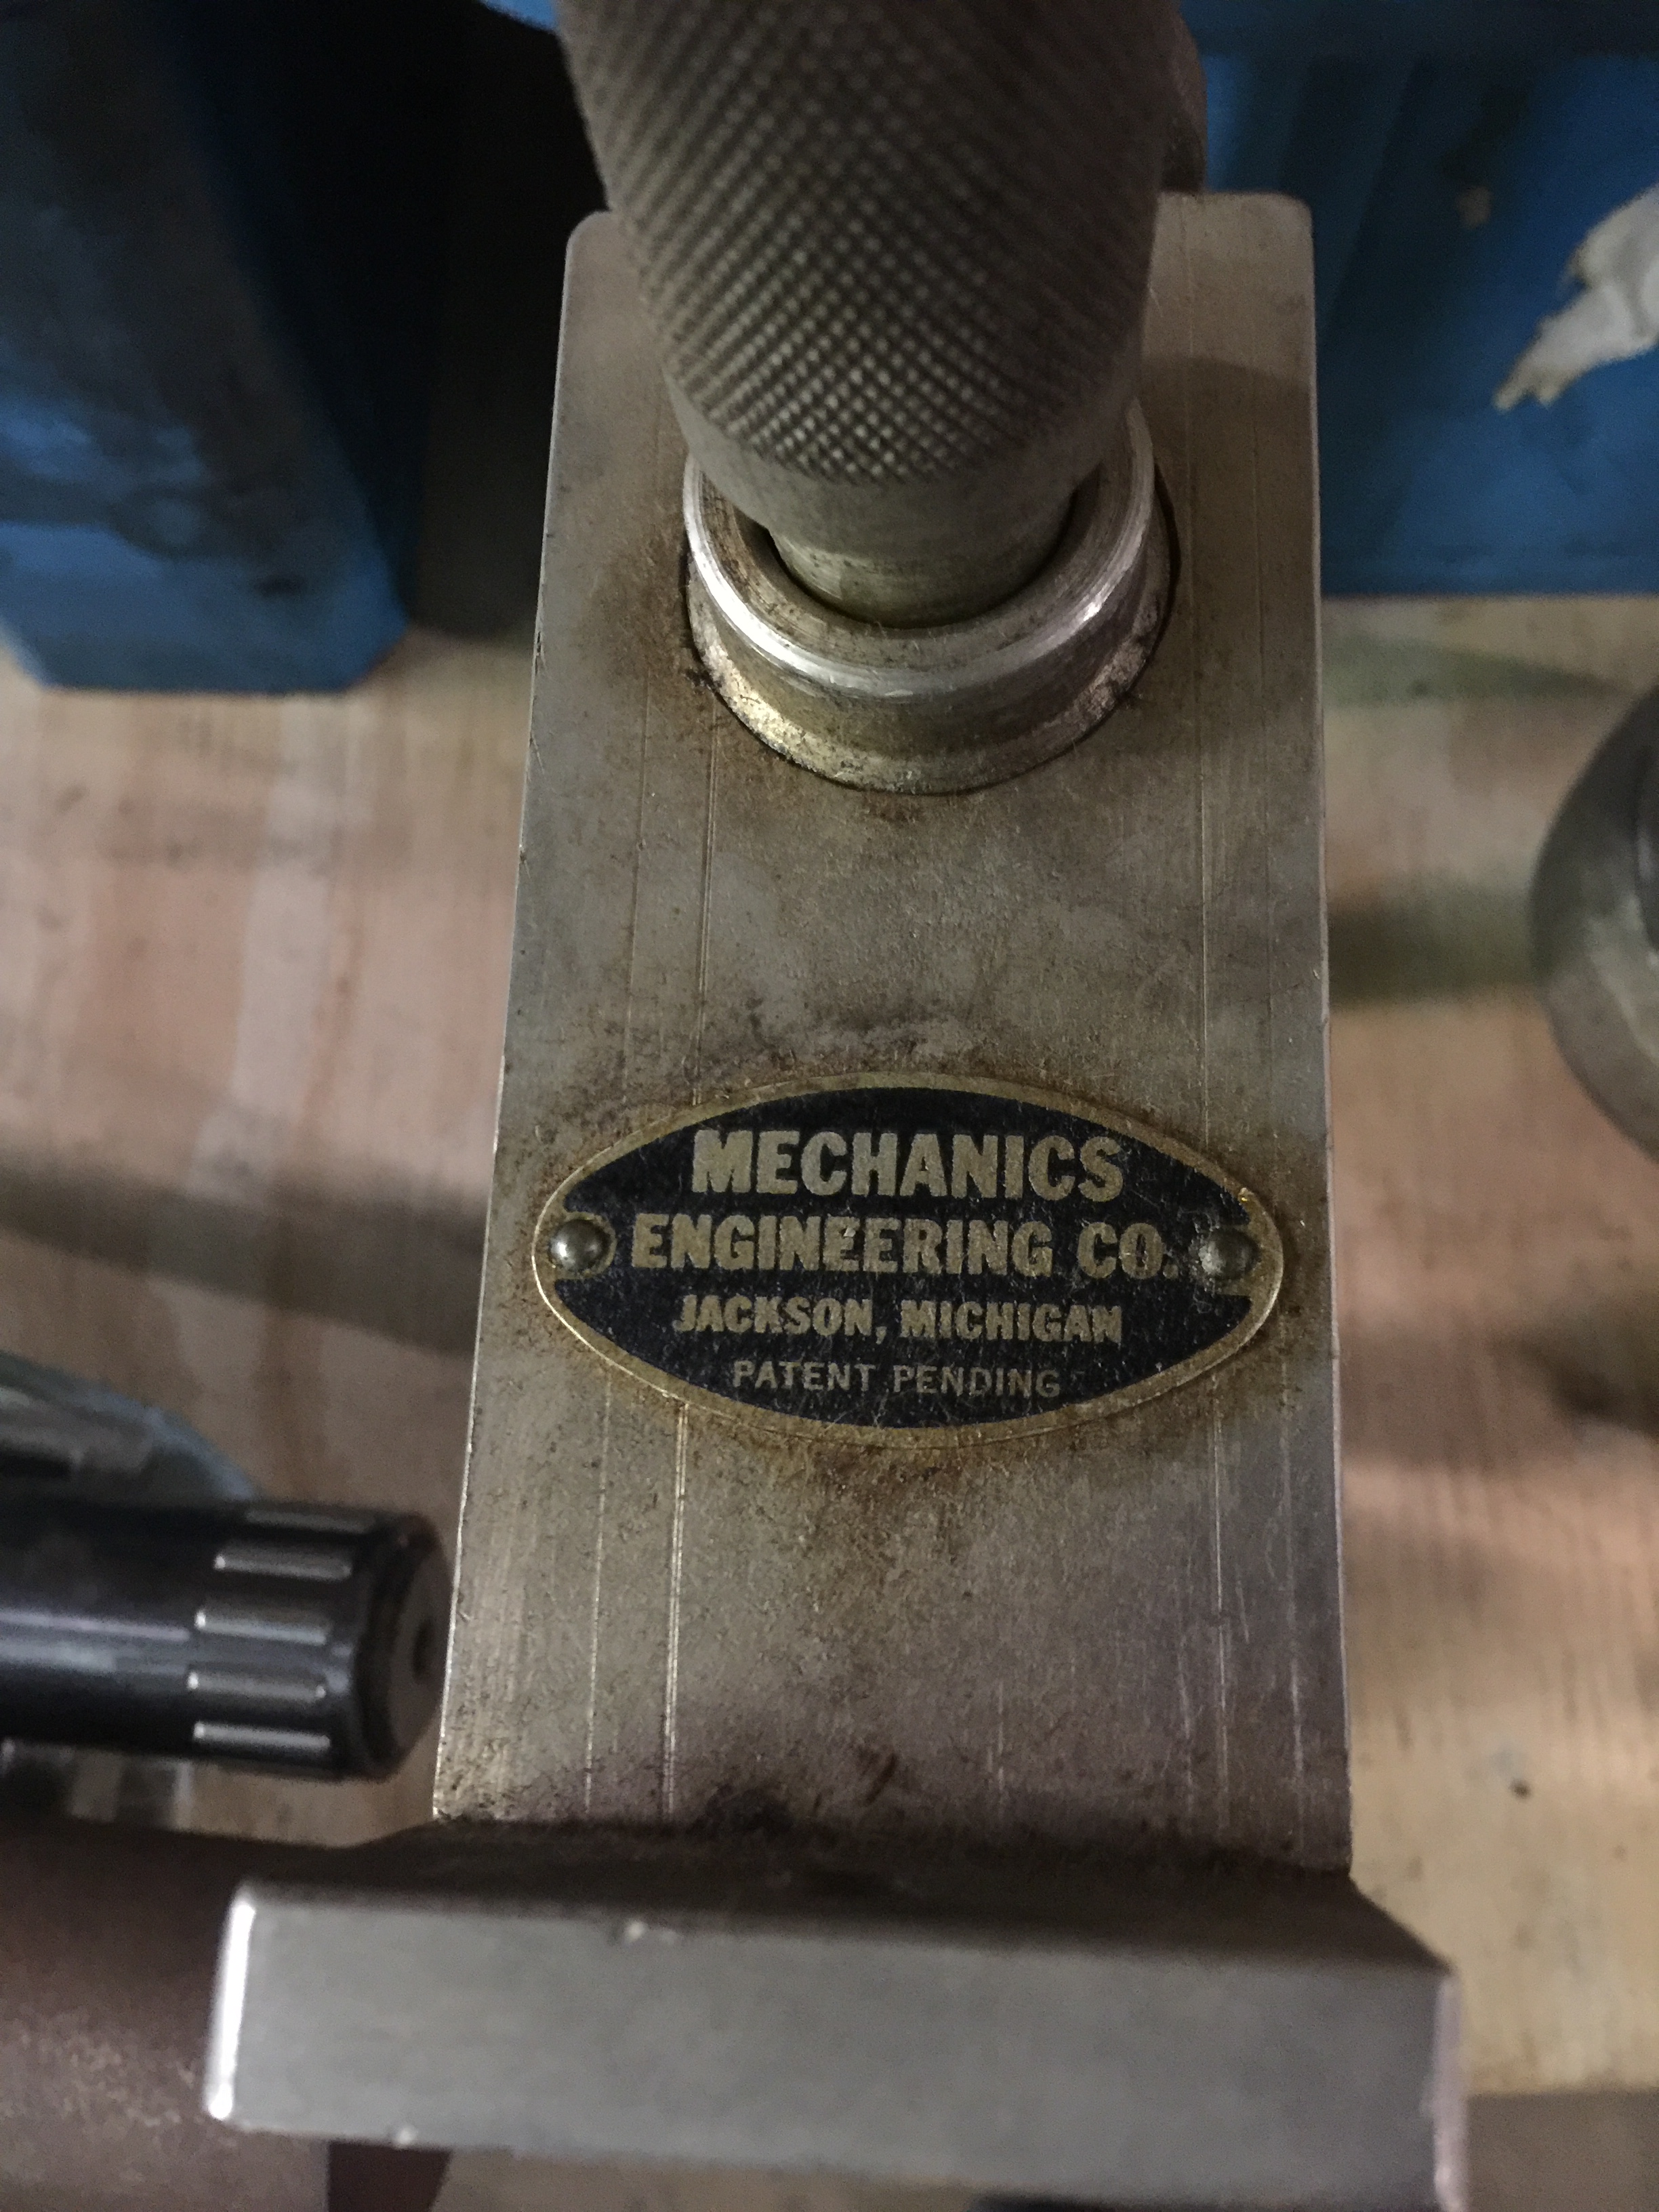 MECHANICS
ENGINEERING CO.
JACKSON, MICHIGAN
PATENT PENDING